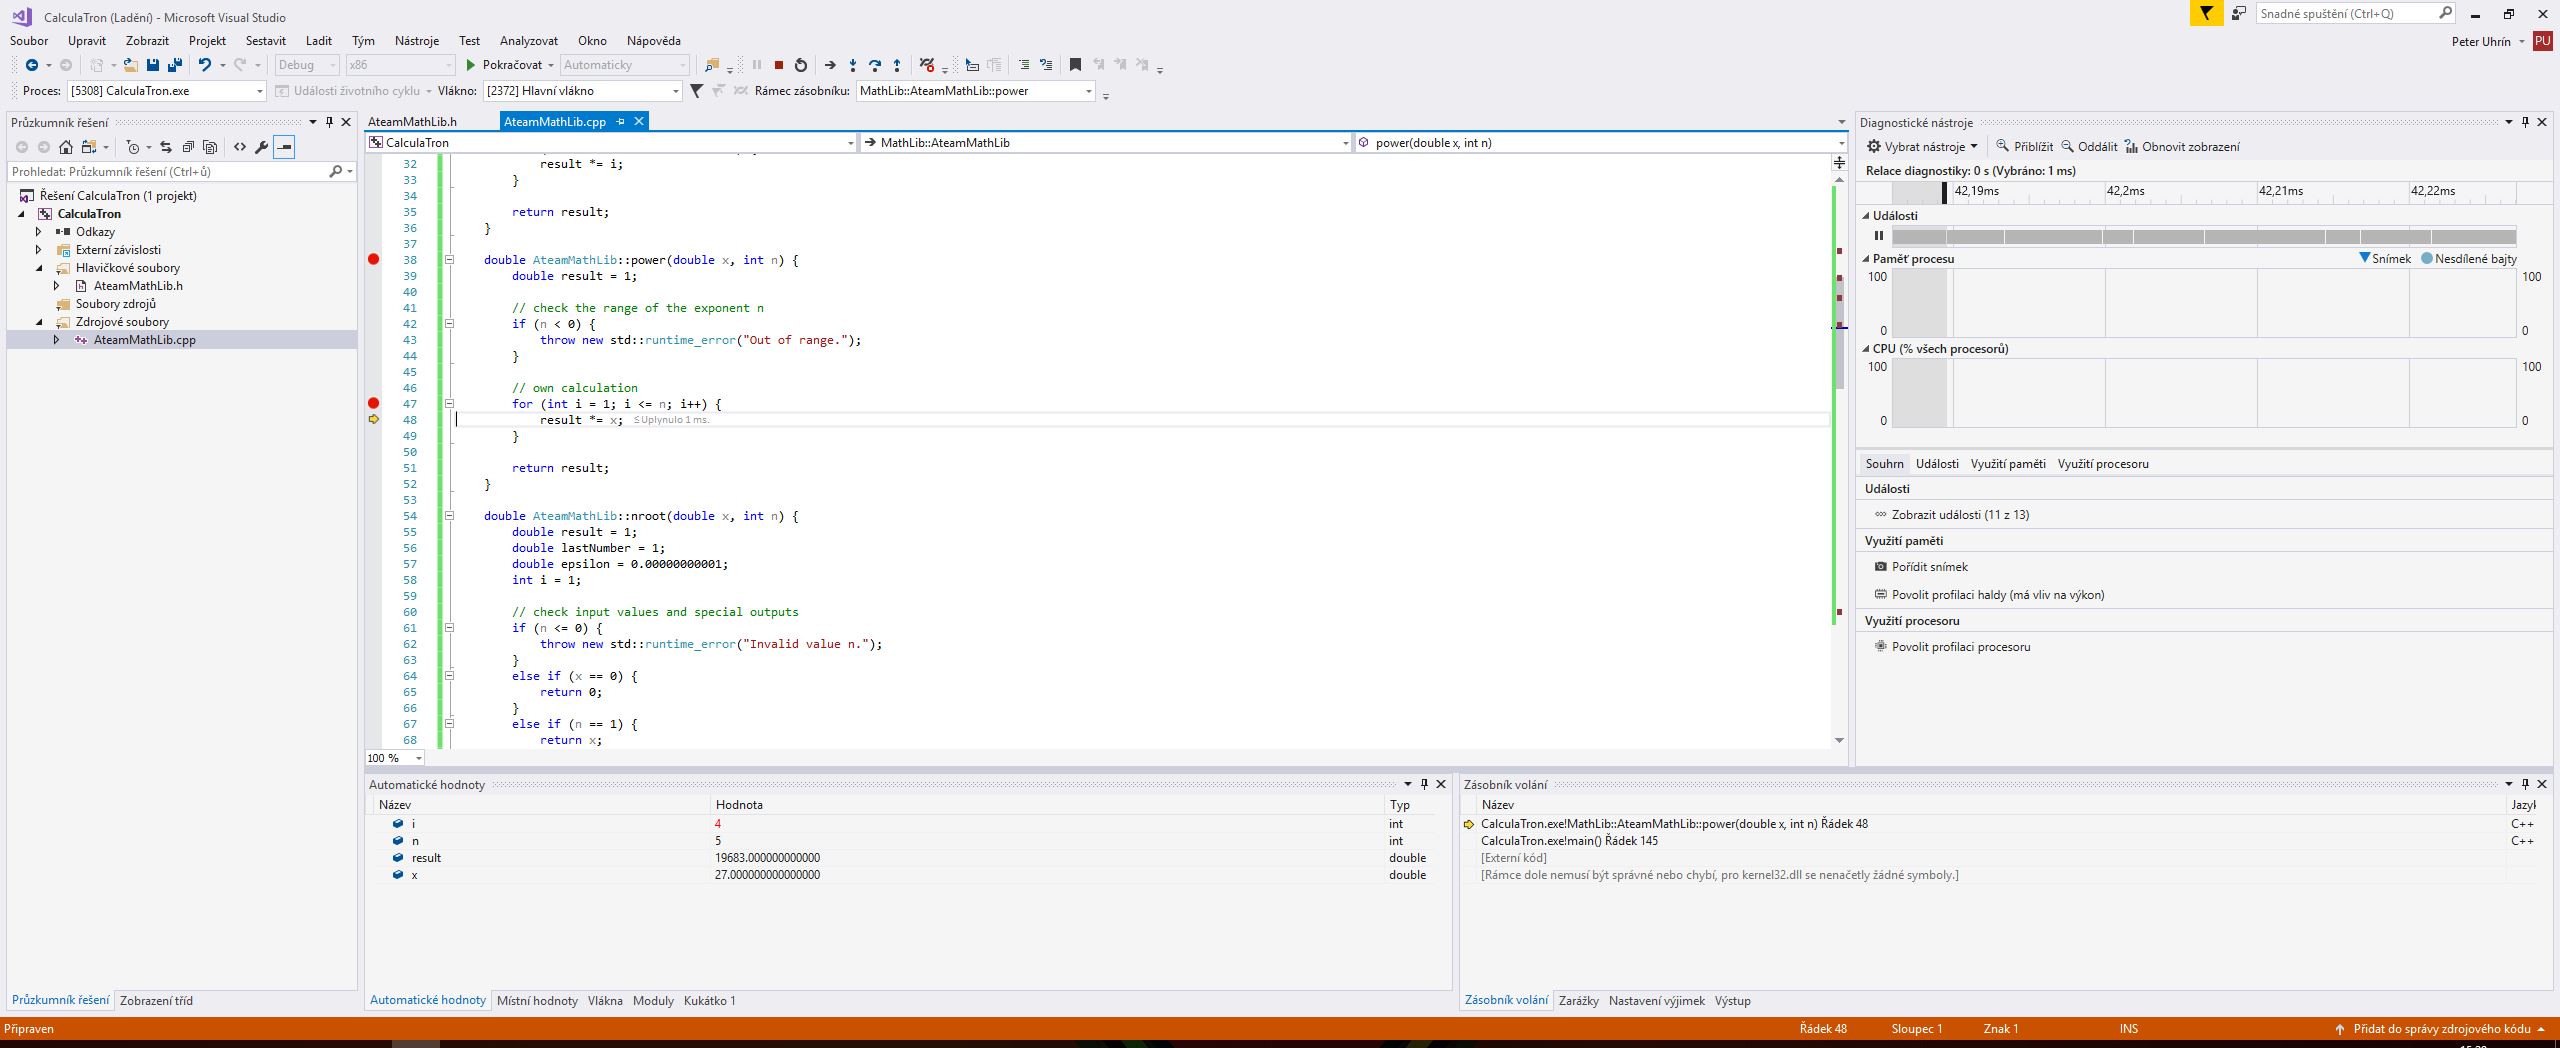 CalculaTron (Ladění) - Microsoft Visual Studio
Snadné spuštění (Ctrl+Q)
Soubor Upravit Zobrazit Projekt Sestavit Ladit Tým Nástroje Test Analyzovat Okno Nápověda
Peter Uhrín PU
Debug x86 Pokračovat Automaticky
Proces: [5308] CalculaTron.exe Události životního cyklu Vlákno: [2372] Hlavní vlákno Rámec zásobníku: MathLib::AteamMathLib::power
Průzkumník řešení
Prohledat: Průzkumník řešení (Ctrl+ů)
Řešení CalculaTron (1 projekt)
CalculaTron
Odkazy
Externí závislosti
Hlavičkové soubory
AteamMathLib.h
Soubory zdrojů
Zdrojové soubory
AteamMathLib.cpp
Průzkumník řešení Zobrazení tříd
AteamMathLib.h AteamMathLib.cpp
CalculaTron MathLib::AteamMathLib power(double x, int n)
32 result *= i;
33 }
34
35 return result;
36 }
37
38 double AteamMathLib::power(double x, int n) {
39 double result = 1;
40
41 // check the range of the exponent n
42 if (n < 0) {
43 throw new std::runtime_error("Out of range.");
44 }
45
46 // own calculation
47 for (int i = 1; i <= n; i++) {
48 result *= x; ≤ Uplynulo 1 ms.
49 }
50
51 return result;
52 }
53
54 double AteamMathLib::nroot(double x, int n) {
55 double result = 1;
56 double lastNumber = 1;
57 double epsilon = 0.00000000001;
58 int i = 1;
59
60 // check input values and special outputs
61 if (n <= 0) {
62 throw new std::runtime_error("Invalid value n.");
63 }
64 else if (x == 0) {
65 return 0;
66 }
67 else if (n == 1) {
68 return x;
100 %
Diagnostické nástroje
Vybrat nástroje Přiblížit Oddálit Obnovit zobrazení
Relace diagnostiky: 0 s (Vybráno: 1 ms)
42,19ms 42,2ms 42,21ms 42,22ms
Události
Paměť procesu Snímek Nesdílené bajty
100 100
0 0
CPU (% všech procesorů)
100 100
0 0
Souhrn Události Využití paměti Využití procesoru
Události
Zobrazit události (11 z 13)
Využití paměti
Pořídit snímek
Povolit profilaci haldy (má vliv na výkon)
Využití procesoru
Povolit profilaci procesoru
Automatické hodnoty
Název Hodnota Typ
i 4 int
n 5 int
result 19683.000000000000 double
x 27.000000000000000 double
Automatické hodnoty Místní hodnoty Vlákna Moduly Kukátko 1
Zásobník volání
Název Jazyk
CalculaTron.exe!MathLib::AteamMathLib::power(double x, int n) Řádek 48 C++
CalculaTron.exe!main() Řádek 145 C++
[Externí kód]
[Rámce dole nemusí být správné nebo chybí, pro kernel32.dll se nenačetly žádné symboly.]
Zásobník volání Zarážky Nastavení výjimek Výstup
Připraven Řádek 48 Sloupec 1 Znak 1 INS Přidat do správy zdrojového kódu